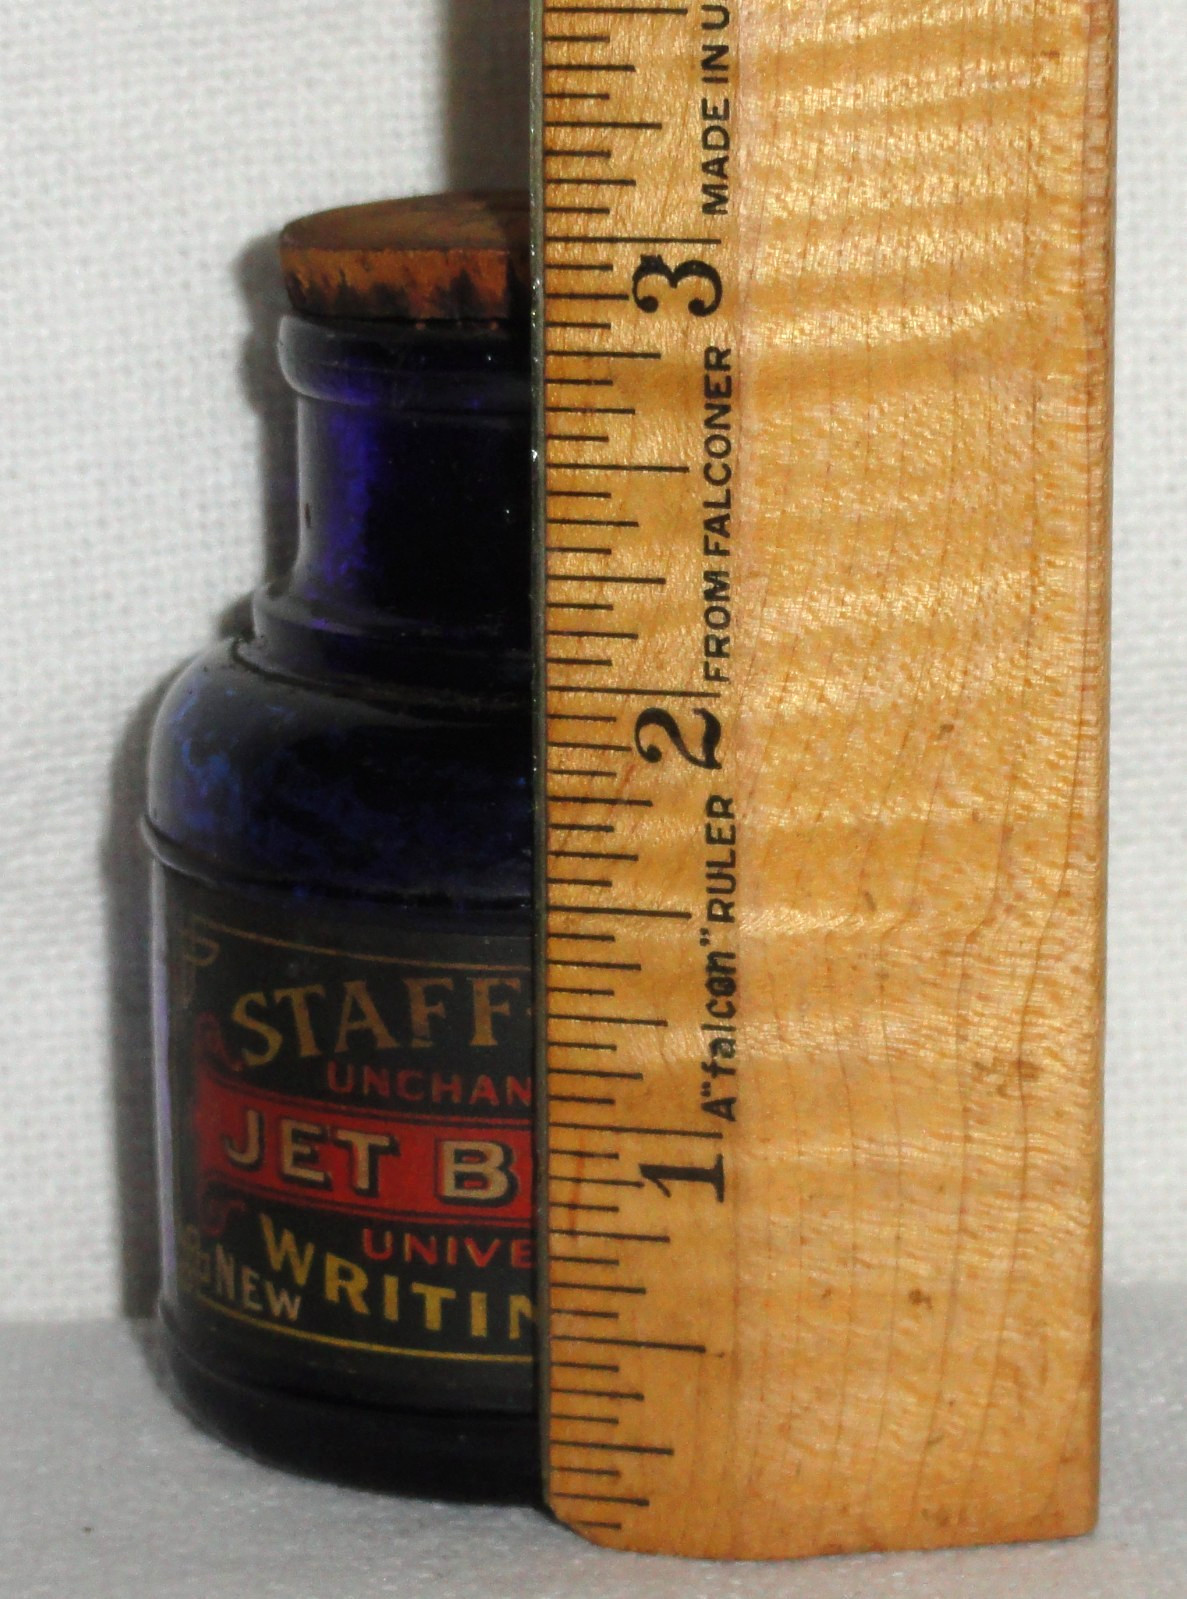 STAFF
UNCHAN
JET B
UNIVE
WRITIN
NEW
3
2
1
A "falcon" RULER FROM FALCONER MADE IN U